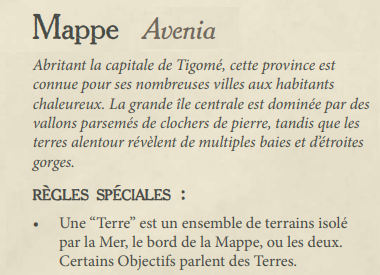 Mappe Avenia
Abritant la capitale de Tigomé, cette province est
connue pour ses nombreuses villes aux habitants
chaleureux. La grande île centrale est dominée par des
vallons parsemés de clochers de pierre, tandis que les
terres alentour révèlent de multiples baies et d'étroites
gorges.
RÈGLES SPÉCIALES :
• Une “Terre” est un ensemble de terrains isolé
par la Mer, le bord de la Mappe, ou les deux.
Certains Objectifs parlent des Terres.